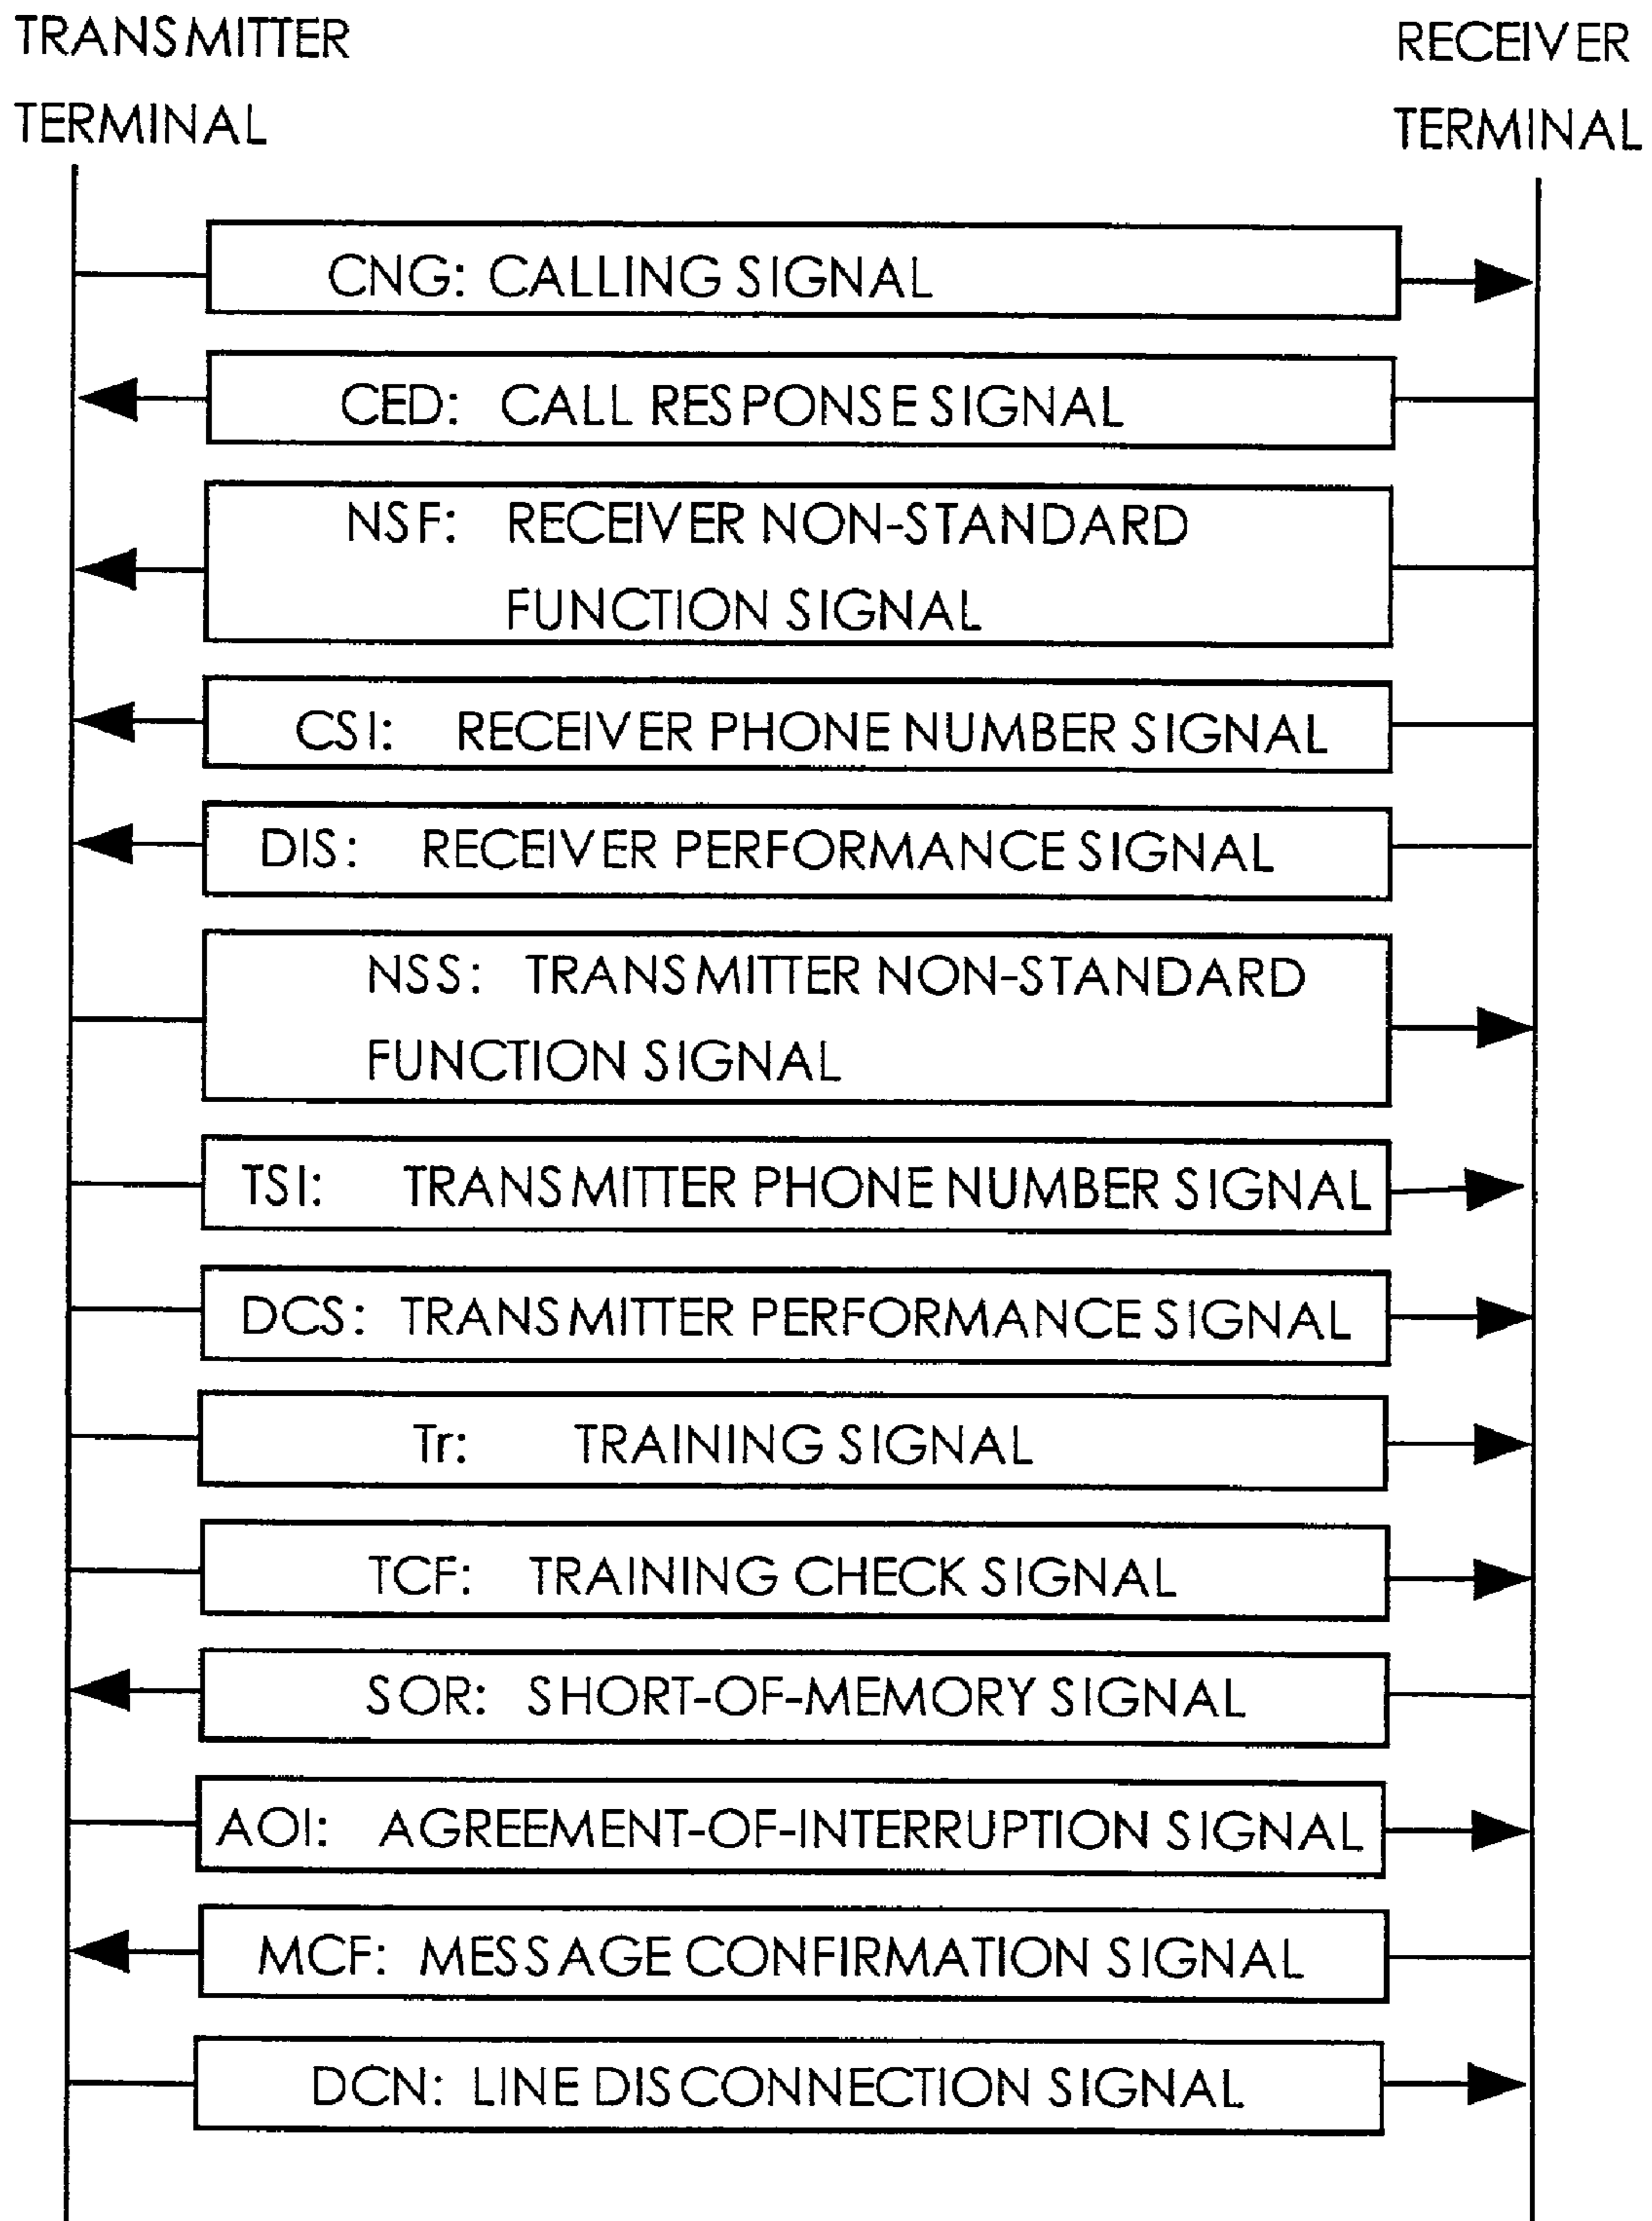 TRANSMITTER
TERMINAL
RECEIVER
TERMINAL
CNG: CALLING SIGNAL
CED: CALL RESPONSE SIGNAL
NSF: RECEIVER NON-STANDARD
FUNCTION SIGNAL
CSI: RECEIVER PHONE NUMBER SIGNAL
DIS: RECEIVER PERFORMANCE SIGNAL
NSS: TRANSMITTER NON-STANDARD
FUNCTION SIGNAL
TSI: TRANSMITTER PHONE NUMBER SIGNAL
DCS: TRANSMITTER PERFORMANCE SIGNAL
Tr: TRAINING SIGNAL
TCF: TRAINING CHECK SIGNAL
SOR: SHORT-OF-MEMORY SIGNAL
AOI: AGREEMENT-OF-INTERRUPTION SIGNAL
MCF: MESSAGE CONFIRMATION SIGNAL
DCN: LINE DISCONNECTION SIGNAL